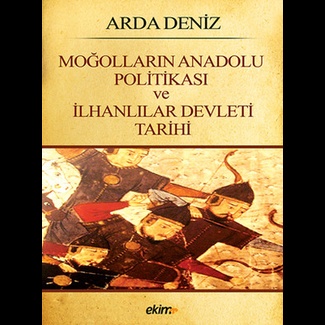 ARDA DENİZ
MOĞOLLARIN ANADOLU
POLİTİKASI
ve
İLHANLILAR DEVLETİ
TARİHİ
ekim